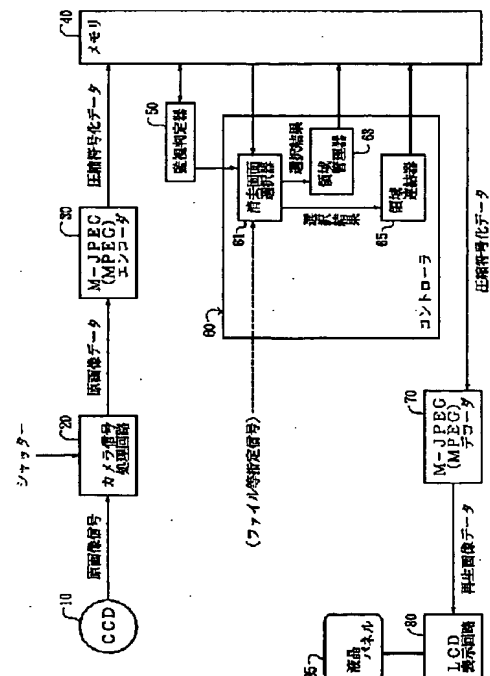 シャッター
10
CCD
原画像信号
20
カメラ信号
処理回路
原画像データ
30
M-JPEG
(MPEG)
エンコーダ
圧縮符号化データ
40
メモリ
50
監視判定器
60
61
消去画面
選択器
選択結果
63
領域
管理器
選択結果
65
領域
連結器
コントローラ
(ファイル等指定信号)
圧縮符号化データ
70
M-JPEG
(MPEG)
デコーダ
再生画像データ
80
LCD
表示回路
液晶
パネル